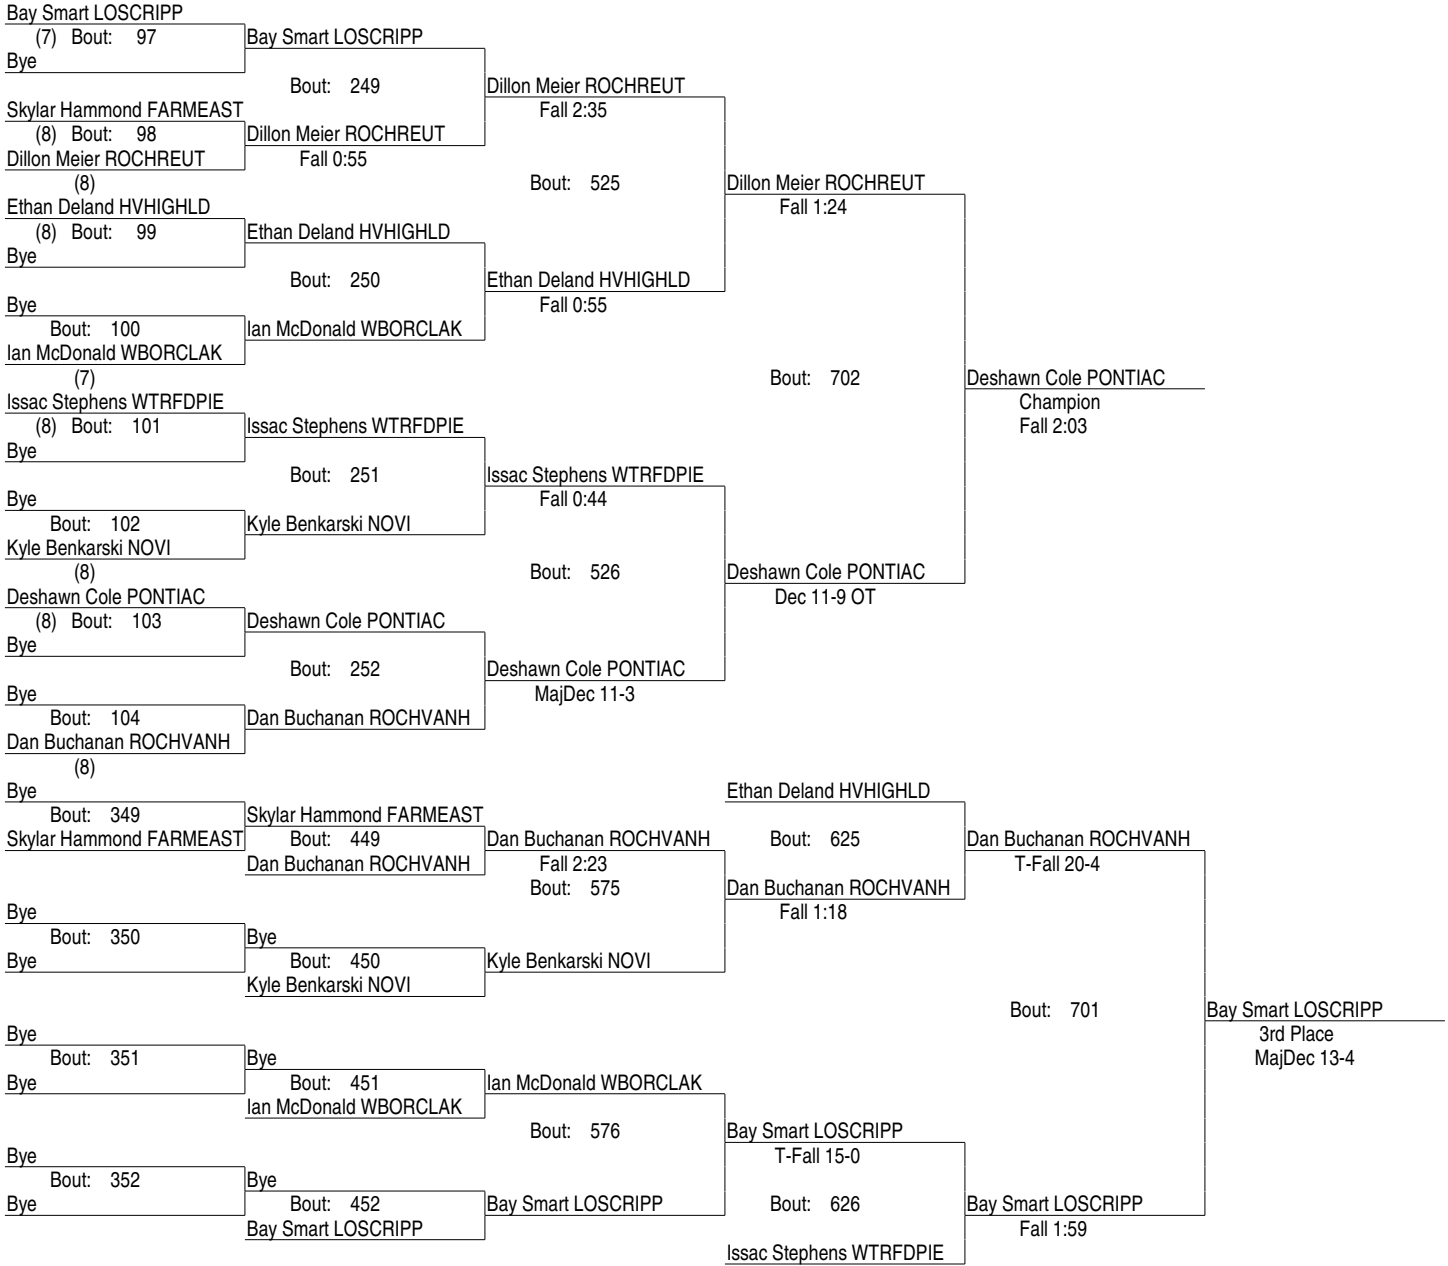 Bay Smart LOSCRIPP
(7) Bout: 97 Bay Smart LOSCRIPP
Bye
Bout: 249 Dillon Meier ROCHREUT
Skylar Hammond FARMEAST Fall 2:35
(8) Bout: 98 Dillon Meier ROCHREUT
Dillon Meier ROCHREUT Fall 0:55
(8) Bout: 525 Dillon Meier ROCHREUT
Ethan Deland HVHIGHLD Fall 1:24
(8) Bout: 99 Ethan Deland HVHIGHLD
Bye
Bout: 250 Ethan Deland HVHIGHLD
Bye Fall 0:55
Bout: 100 Ian McDonald WBORCLAK
Ian McDonald WBORCLAK
(7) Bout: 702 Deshawn Cole PONTIAC
Issac Stephens WTRFDPIE Champion
(8) Bout: 101 Issac Stephens WTRFDPIE Fall 2:03
Bye
Bout: 251 Issac Stephens WTRFDPIE
Bye Fall 0:44
Bout: 102 Kyle Benkarski NOVI
Kyle Benkarski NOVI
(8) Bout: 526 Deshawn Cole PONTIAC
Deshawn Cole PONTIAC Dec 11-9 OT
(8) Bout: 103 Deshawn Cole PONTIAC
Bye
Bout: 252 Deshawn Cole PONTIAC
Bye MajDec 11-3
Bout: 104 Dan Buchanan ROCHVANH
Dan Buchanan ROCHVANH
(8)
Bye Ethan Deland HVHIGHLD
Bout: 349 Skylar Hammond FARMEAST
Skylar Hammond FARMEAST Bout: 449 Dan Buchanan ROCHVANH Bout: 625 Dan Buchanan ROCHVANH
Dan Buchanan ROCHVANH Fall 2:23 T-Fall 20-4
Bout: 575 Dan Buchanan ROCHVANH
Bye Fall 1:18
Bout: 350 Bye
Bye Bout: 450 Kyle Benkarski NOVI
Kyle Benkarski NOVI
Bout: 701 Bay Smart LOSCRIPP
Bye 3rd Place
Bout: 351 Bye MajDec 13-4
Bye Bout: 451 Ian McDonald WBORCLAK
Ian McDonald WBORCLAK
Bout: 576 Bay Smart LOSCRIPP
Bye T-Fall 15-0
Bout: 352 Bye
Bye Bout: 452 Bay Smart LOSCRIPP Bout: 626 Bay Smart LOSCRIPP
Bay Smart LOSCRIPP Fall 1:59
Issac Stephens WTRFDPIE